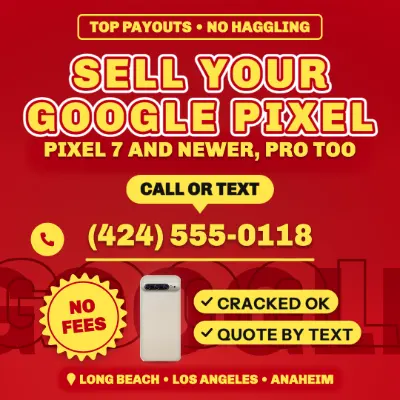 TOP PAYOUTS • NO HAGGLING
SELL YOUR
GOOGLE PIXEL
PIXEL 7 AND NEWER, PRO TOO
CALL OR TEXT
(424) 555-0118
GOOGLE
NO
FEES
CRACKED OK
QUOTE BY TEXT
LONG BEACH • LOS ANGELES • ANAHEIM